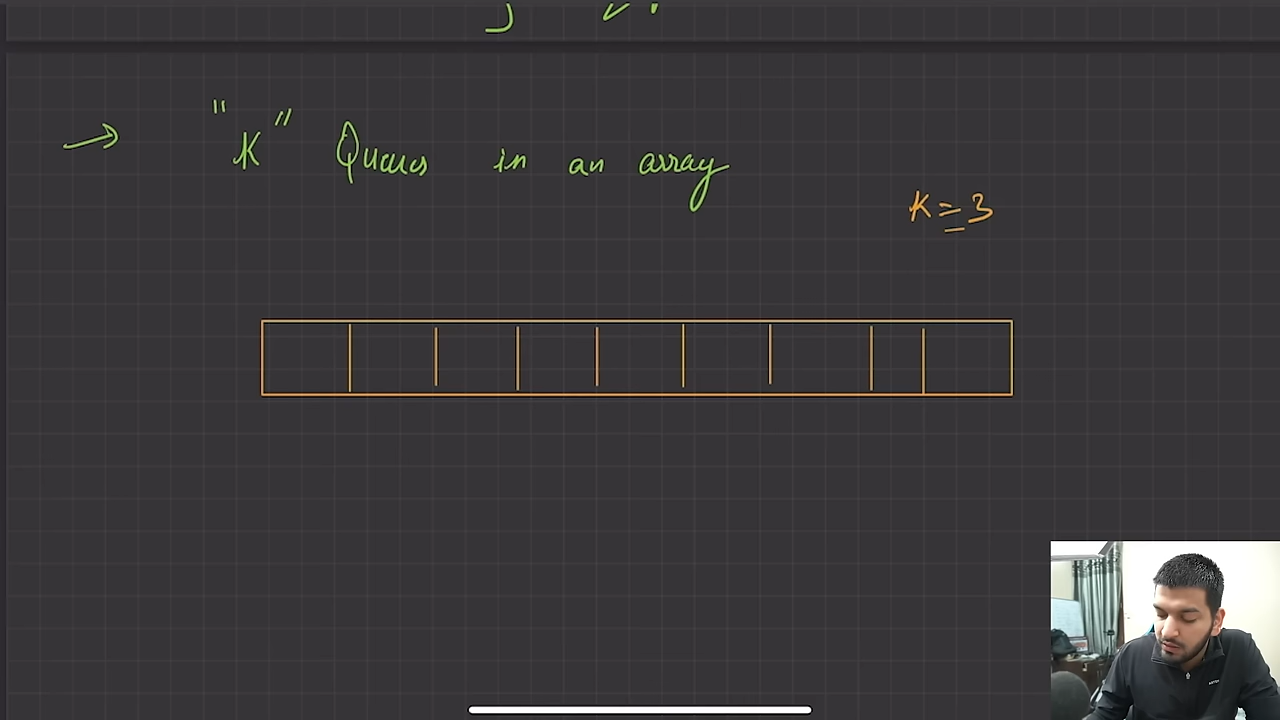 → "K" Queues in an array
K = 3